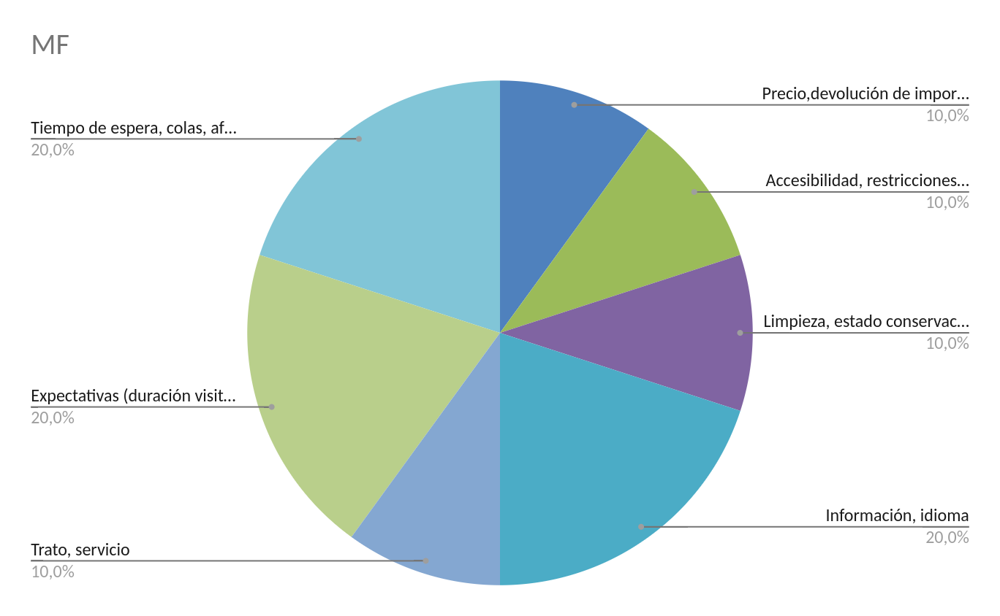 MF
Precio,devolución de impor...
10,0%
Accesibilidad, restricciones...
10,0%
Limpieza, estado conservac...
10,0%
Información, idioma
20,0%
Tiempo de espera, colas, af...
20,0%
Expectativas (duración visit...
20,0%
Trato, servicio
10,0%